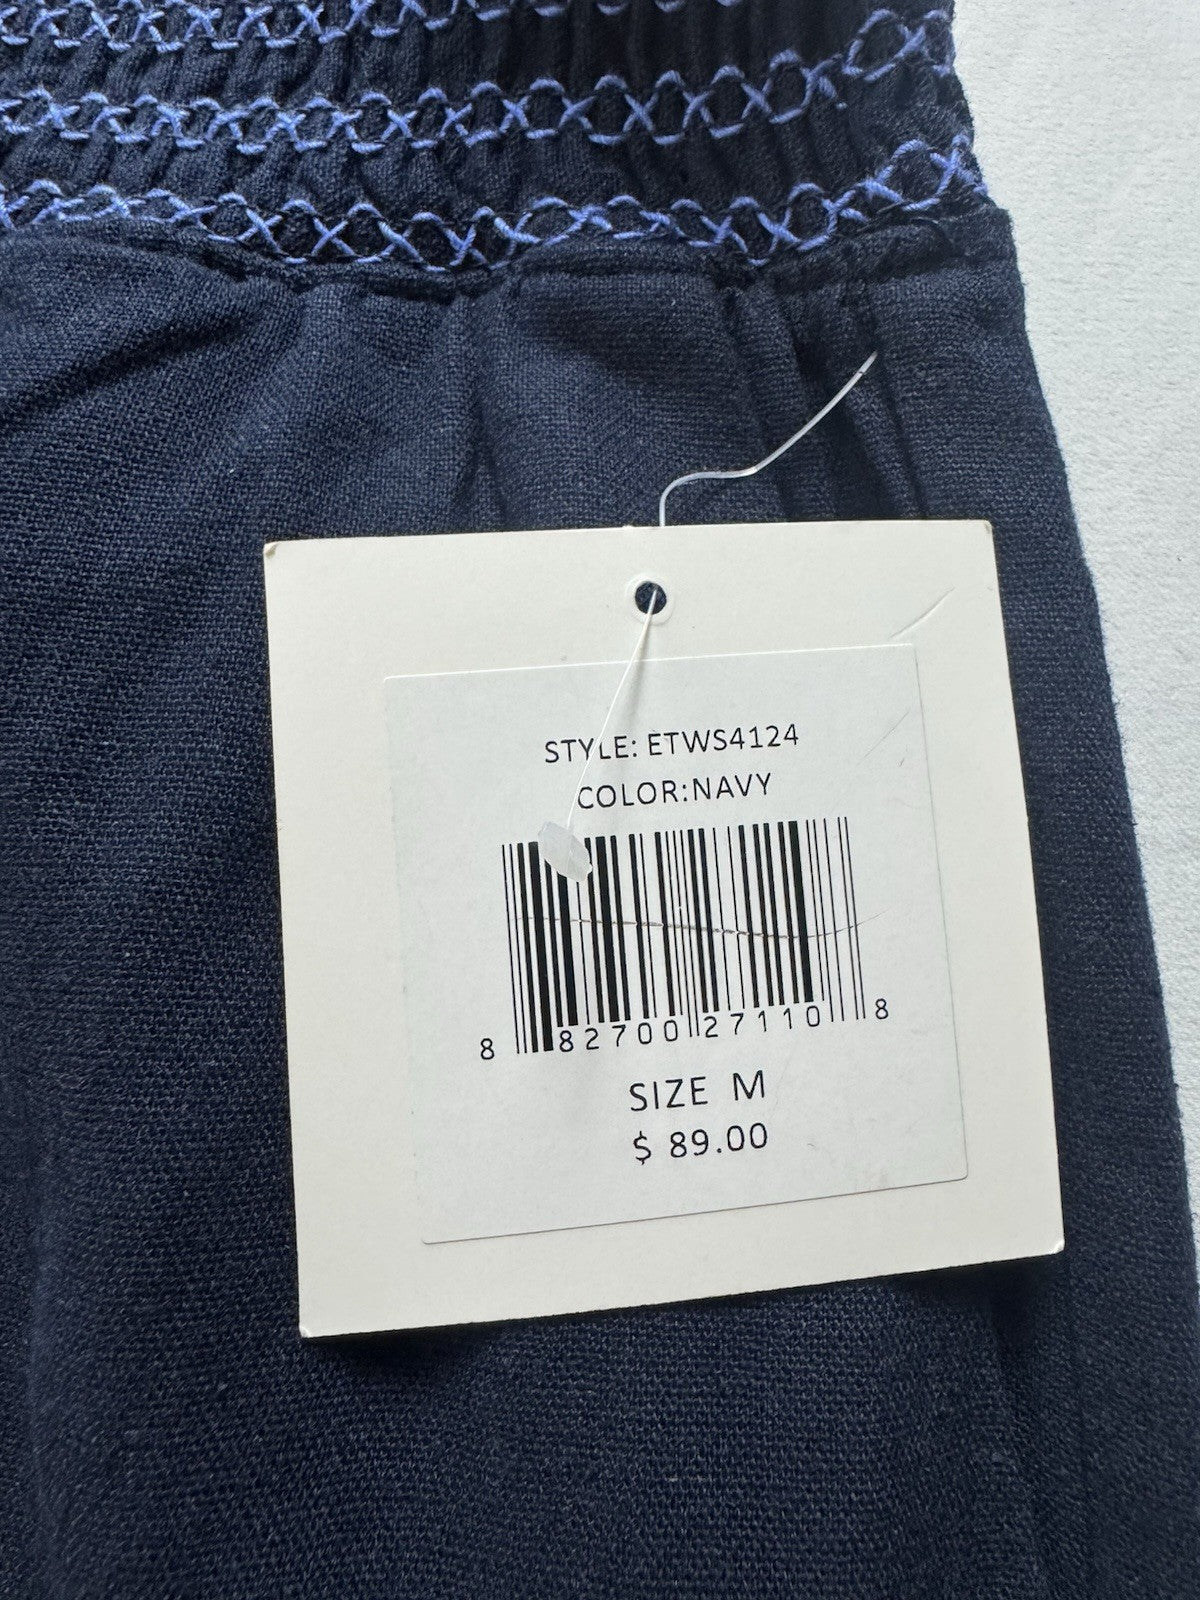 STYLE: ETWS4124
COLOR:NAVY
8 82700 27110 8
SIZE M
$ 89.00